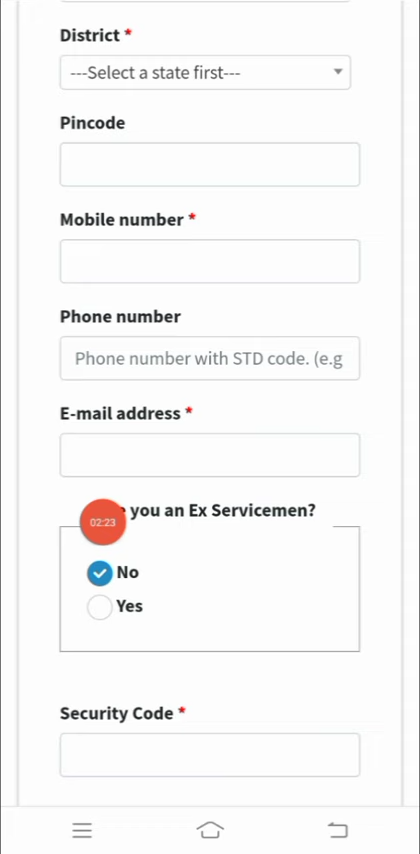 District *
---Select a state first---
Pincode
Mobile number *
Phone number
Phone number with STD code. (e.g
E-mail address *
you an Ex Servicemen?
02:23
No
Yes
Security Code *